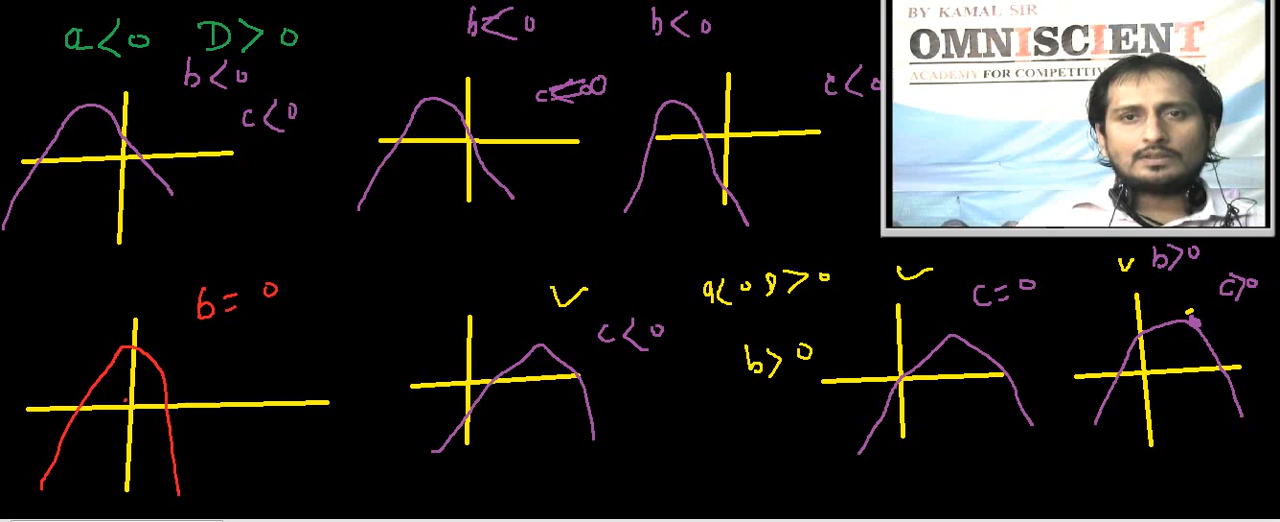 a<0 D>0
b<0
c<0
b<0
b<0
c<0
BY KAMAL SIR
OMNISCIENT
ACADEMY FOR COMPETITIV
b= 0
c<0
a<0 D>0
b>0
c=0
b>0
c>0